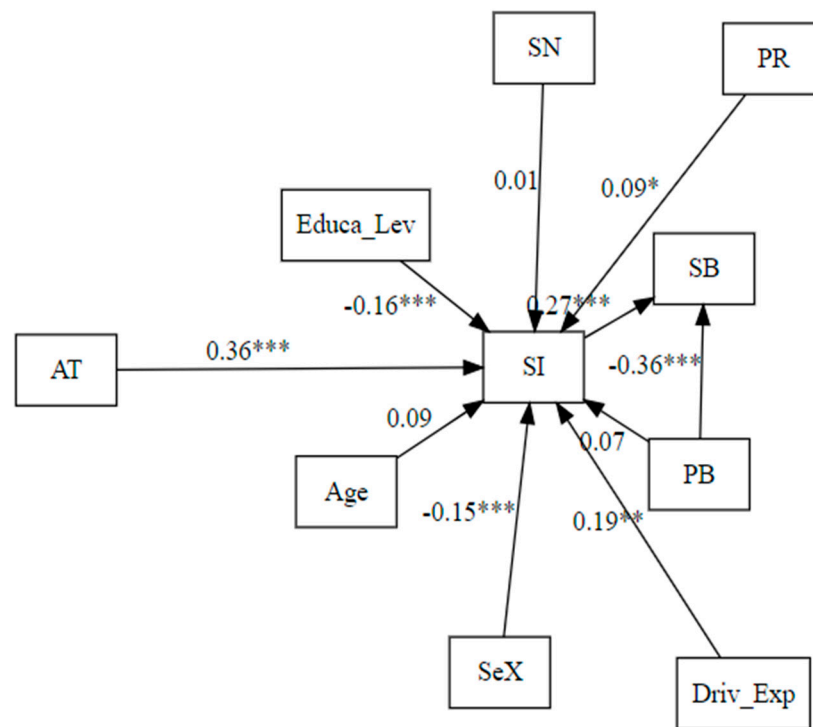 SN
PR
0.01
0.09*
Educa_Lev
SB
-0.16***
0.27***
AT
0.36***
SI
-0.36***
0.09
0.07
Age
PB
-0.15***
0.19**
SeX
Driv_Exp